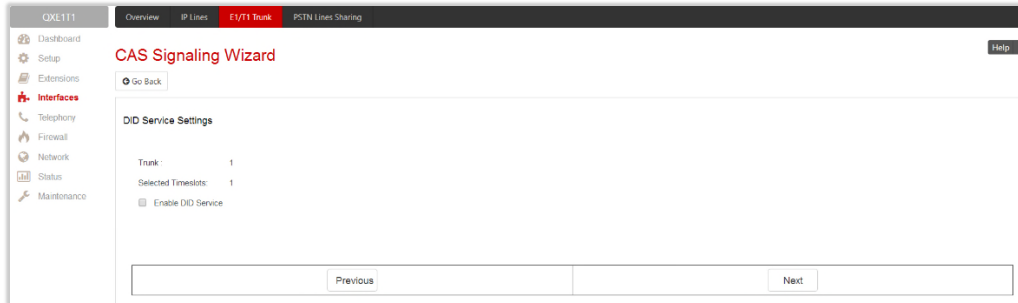 QXE1T1
Overview IP Lines E1/T1 Trunk PSTN Lines Sharing
Dashboard
Setup
Extensions
Interfaces
Telephony
Firewall
Network
Status
Maintenance
Help
CAS Signaling Wizard
Go Back
DID Service Settings
Trunk : 1
Selected Timeslots: 1
Enable DID Service
Previous Next